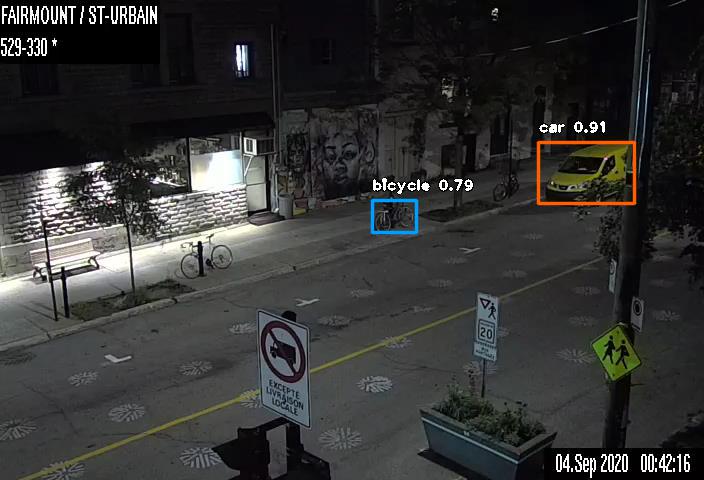 FAIRMOUNT / ST-URBAIN
529-330 *
car 0.91
bicycle 0.79
20
EXCEPTÉ
LIVRAISON
LOCALE
04.Sep 2020 00:42:16